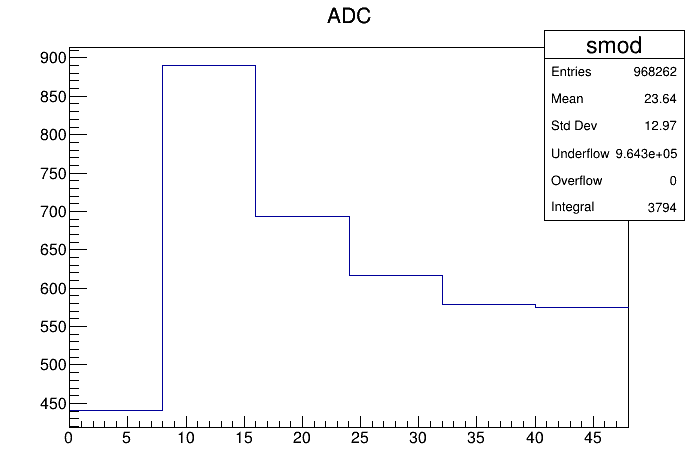 ADC
smod
Entries 968262
Mean 23.64
Std Dev 12.97
Underflow 9.643e+05
Overflow 0
Integral 3794
900
850
800
750
700
650
600
550
500
450
0 5 10 15 20 25 30 35 40 45